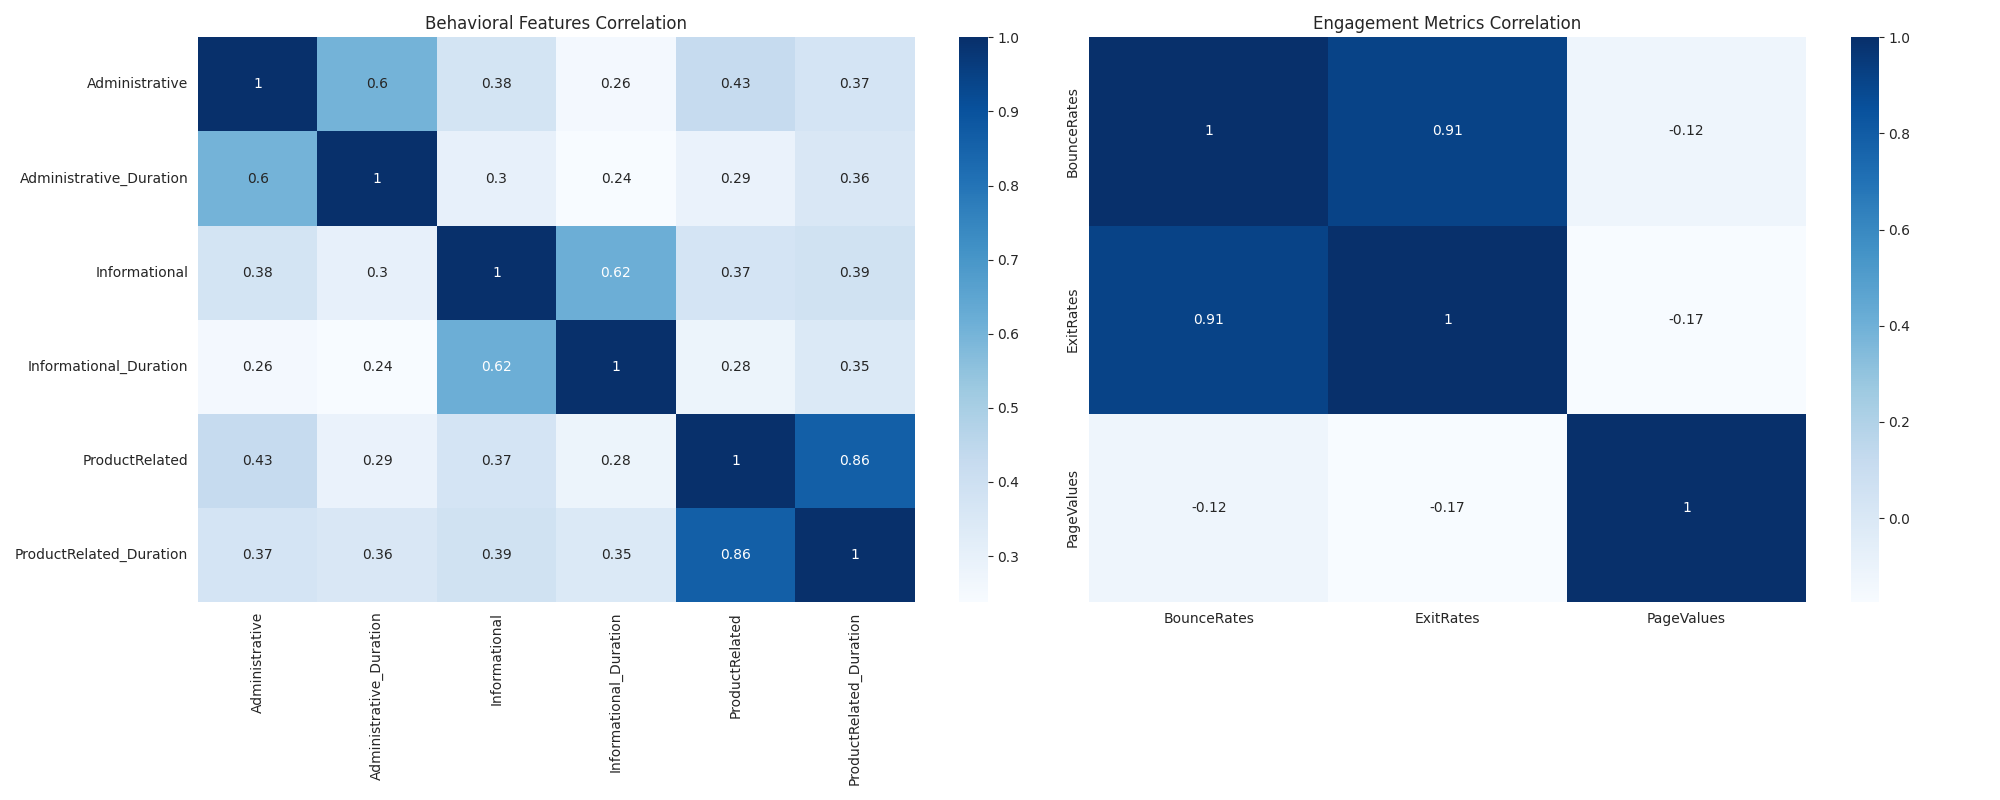 Behavioral Features Correlation
Administrative 1 0.6 0.38 0.26 0.43 0.37
Administrative_Duration 0.6 1 0.3 0.24 0.29 0.36
Informational 0.38 0.3 1 0.62 0.37 0.39
Informational_Duration 0.26 0.24 0.62 1 0.28 0.35
ProductRelated 0.43 0.29 0.37 0.28 1 0.86
ProductRelated_Duration 0.37 0.36 0.39 0.35 0.86 1
Administrative
Administrative_Duration
Informational
Informational_Duration
ProductRelated
ProductRelated_Duration
1.0
0.9
0.8
0.7
0.6
0.5
0.4
0.3
Engagement Metrics Correlation
BounceRates 1 0.91 -0.12
ExitRates 0.91 1 -0.17
PageValues -0.12 -0.17 1
BounceRates ExitRates PageValues
1.0
0.8
0.6
0.4
0.2
0.0